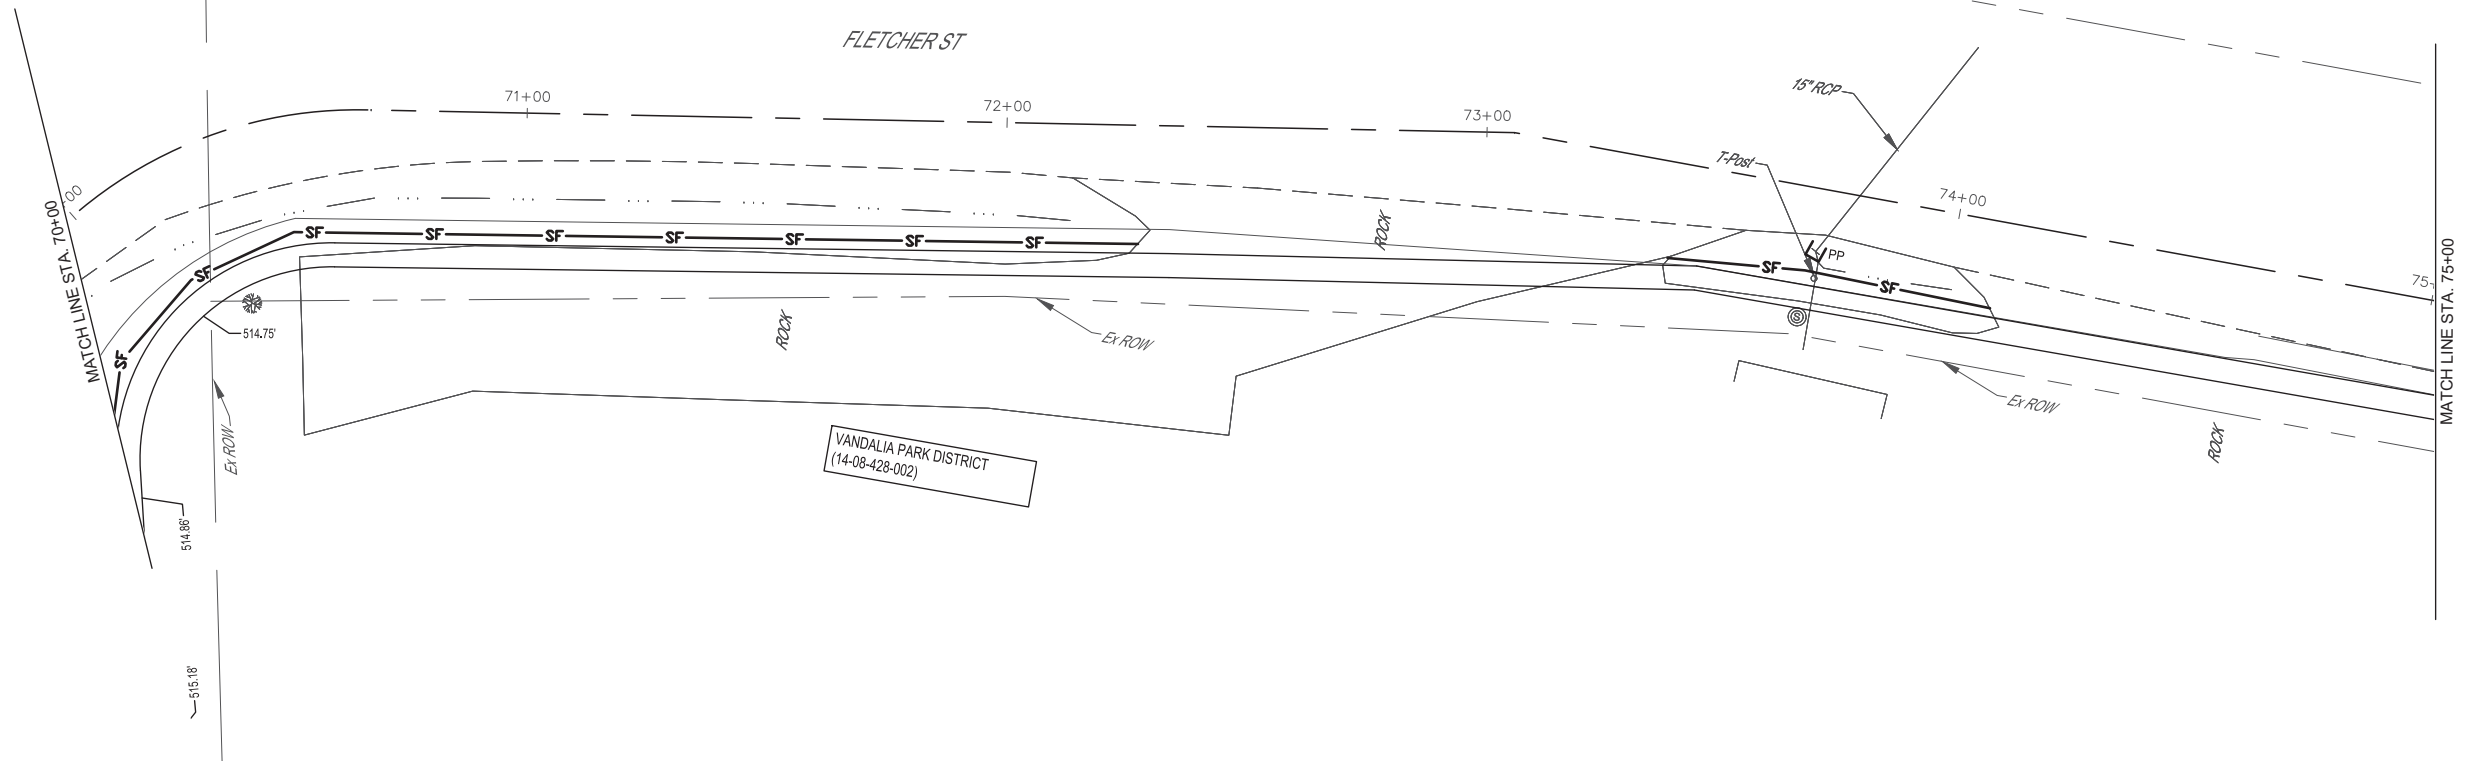 FLETCHER ST
71+00
72+00
73+00
15" RCP
T-Post
74+00
MATCH LINE STA. 70+00
ROCK
SF
SF
SF
SF
SF
SF
SF
SF
SF
SF
SF
PP
S
MATCH LINE STA. 75+00
514.75'
ROCK
Ex ROW
Ex ROW
Ex ROW
ROCK
VANDALIA PARK DISTRICT
(14-08-428-002)
514.86'
515.18'